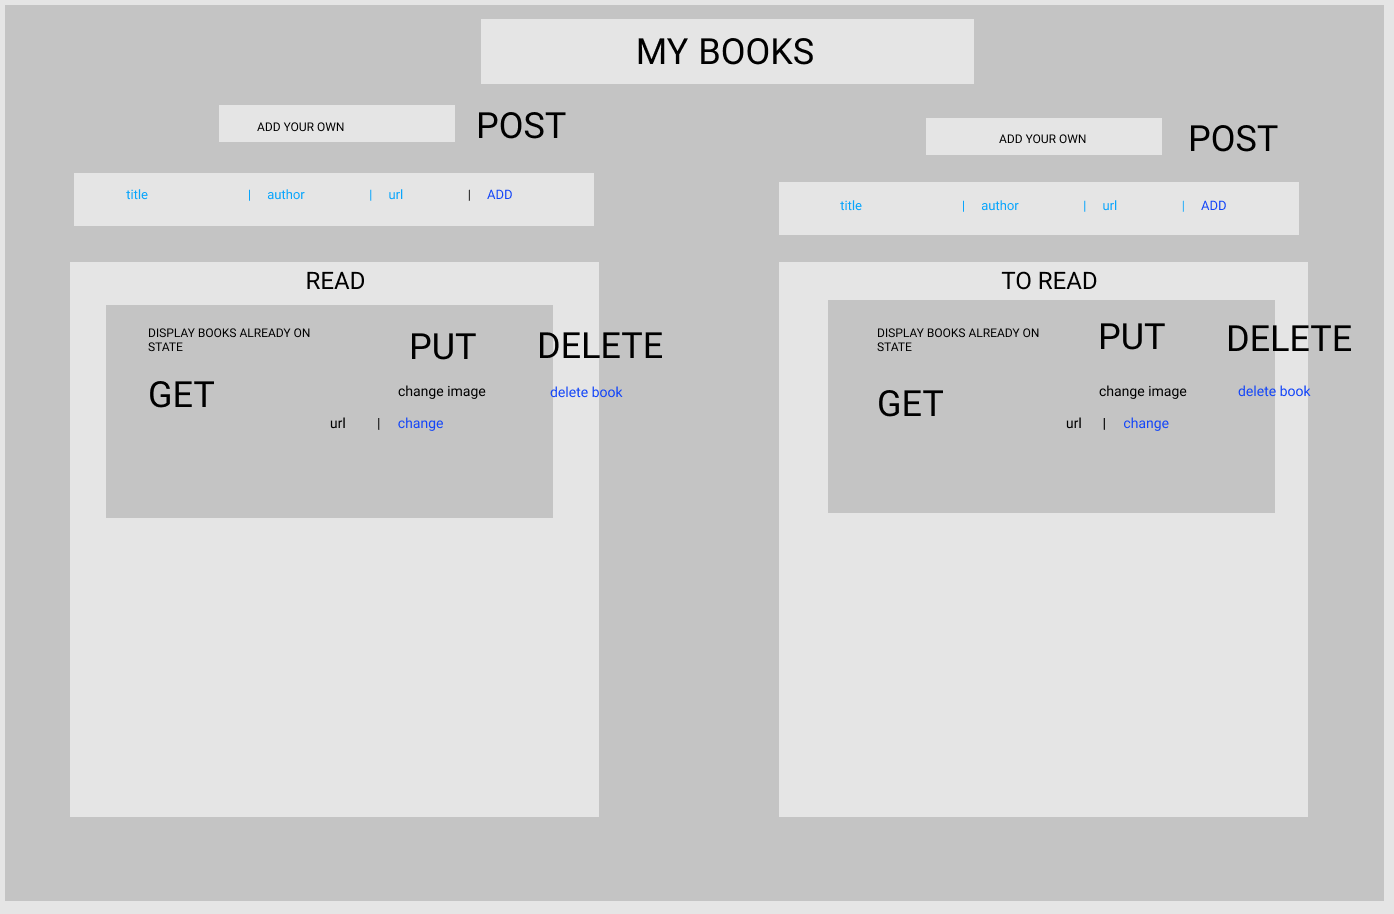 MY BOOKS
ADD YOUR OWN
POST
title | author | url | ADD
READ
DISPLAY BOOKS ALREADY ON
STATE
GET
PUT
change image
url | change
DELETE
delete book
ADD YOUR OWN
POST
title | author | url | ADD
TO READ
DISPLAY BOOKS ALREADY ON
STATE
GET
PUT
change image
url | change
DELETE
delete book